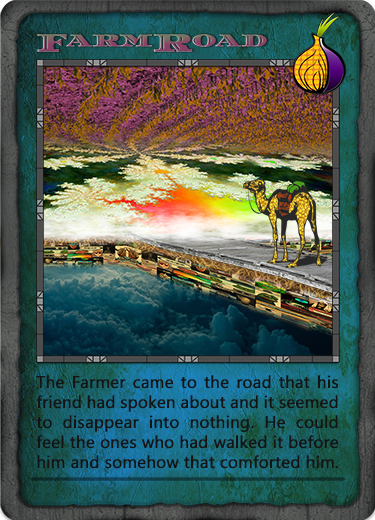 FARMROAD
The Farmer came to the road that his
friend had spoken about and it seemed
to disappear into nothing. He could
feel the ones who had walked it before
him and somehow that comforted him.